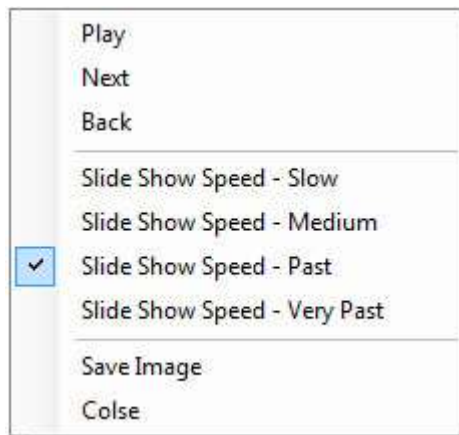 Play
Next
Back
Slide Show Speed - Slow
Slide Show Speed - Medium
Slide Show Speed - Past
Slide Show Speed - Very Past
Save Image
Colse